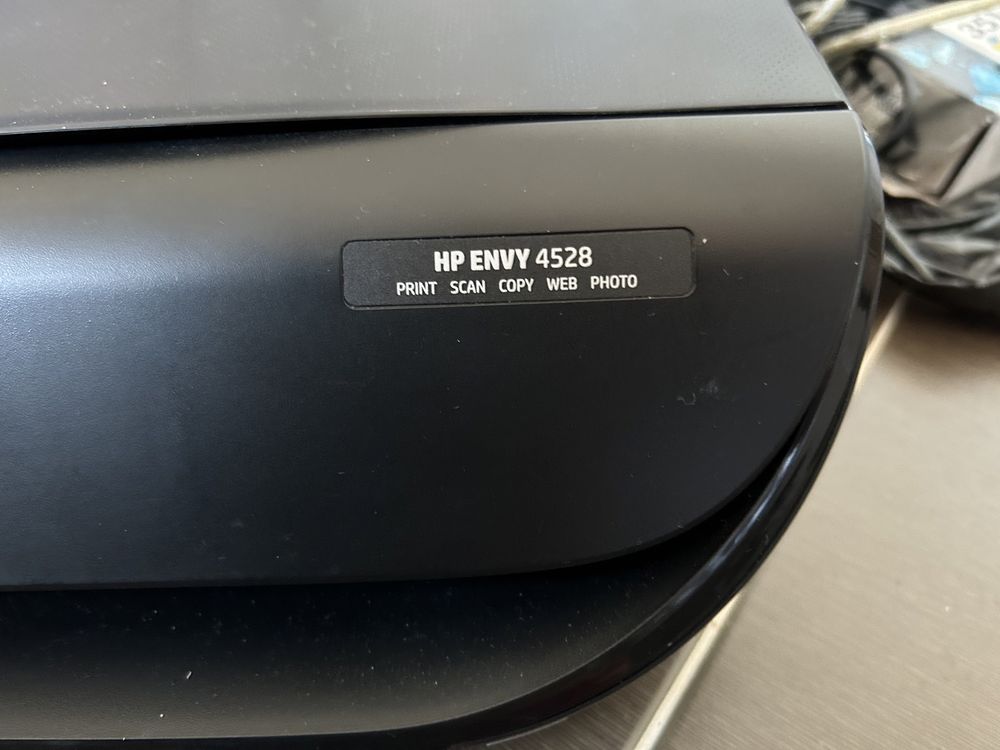 HP ENVY 4528
PRINT SCAN COPY WEB PHOTO